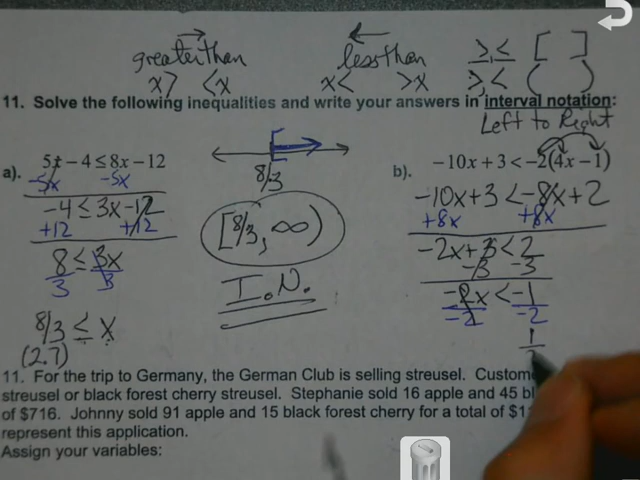 greater than
x> <x
less than
x< >x
≥, ≤ [ ]
>, < ( )
11. Solve the following inequalities and write your answers in interval notation:
Left to Right
a). 5x − 4 ≤ 8x − 12
-5x -5x
-4 ≤ 3x -12
+12 +12
8 ≤ 3x
3 3
8/3 ≤ x
(2.7)
8/3
[8/3, ∞)
I.N.
b). −10x + 3 < −2(4x − 1)
-10x+3 < -8x+2
+8x +8x
-2x+3 < 2
-3 -3
-2x < -1
-2 -2
1
11. For the trip to Germany, the German Club is selling streusel.
streusel or black forest cherry streusel. Stephanie sold 16 apple and 45
of $716. Johnny sold 91 apple and 15 black forest cherry for a total of
represent this application.
Assign your variables: